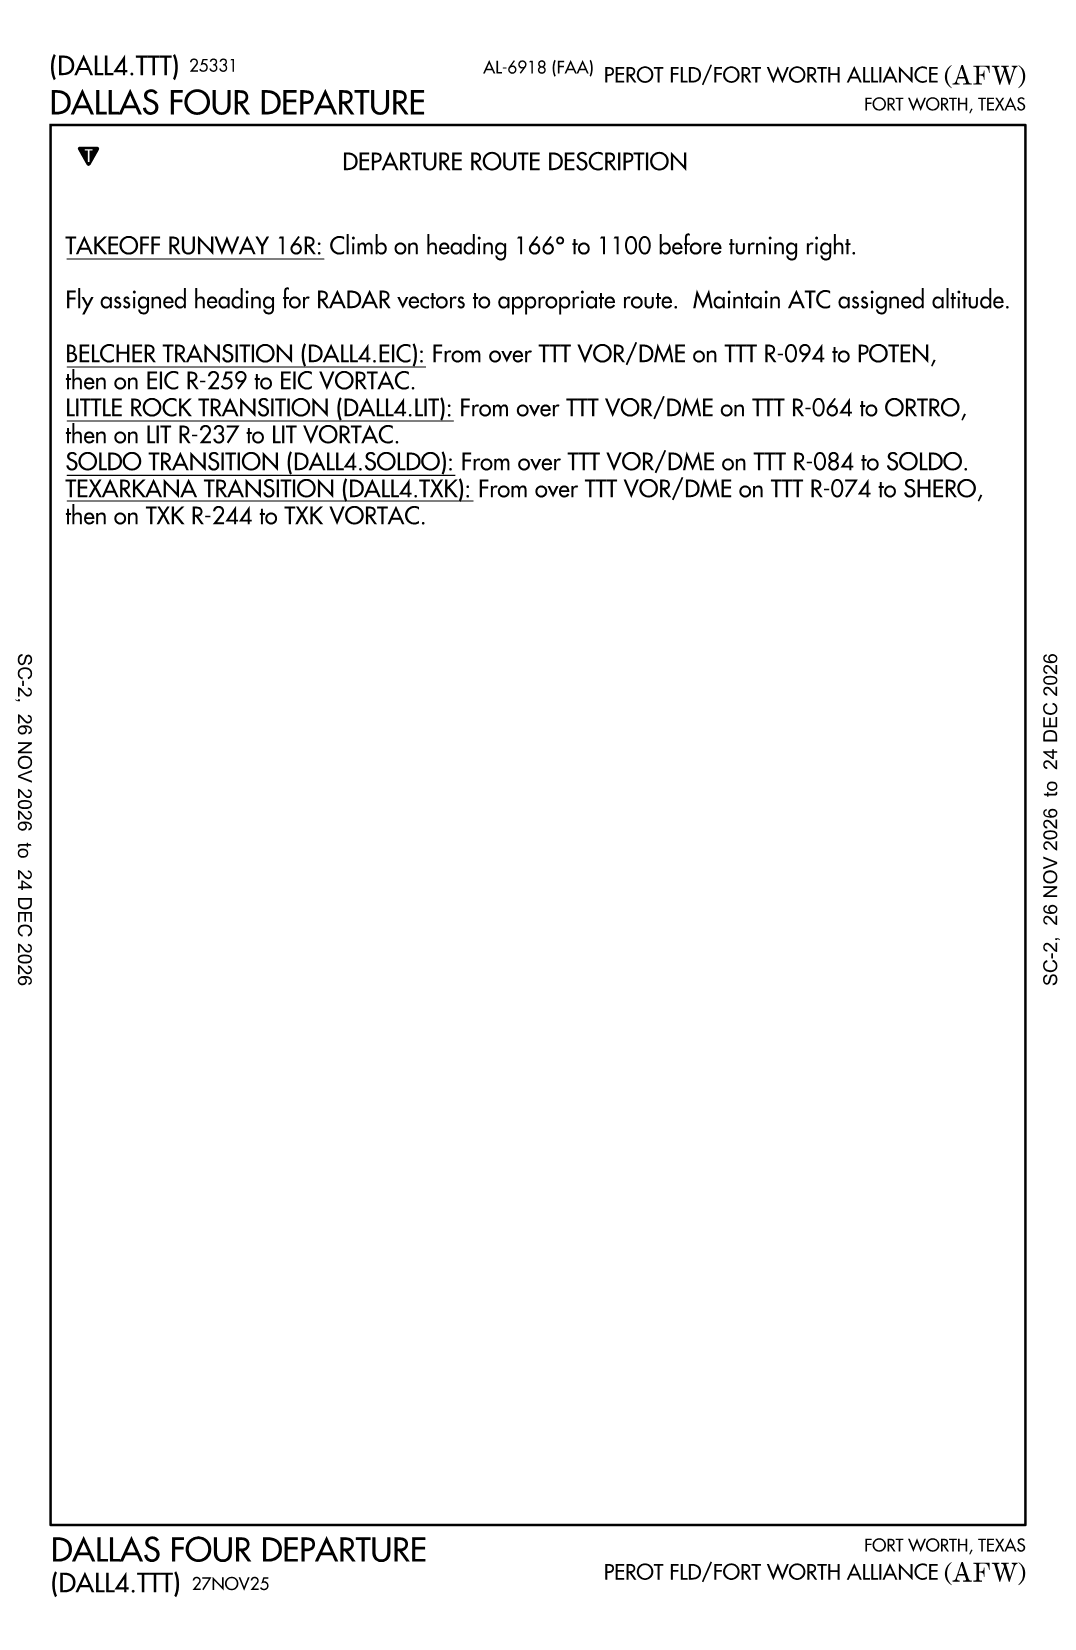 (DALL4.TTT) 25331
AL-6918 (FAA)
PEROT FLD/FORT WORTH ALLIANCE (AFW)
DALLAS FOUR DEPARTURE
FORT WORTH, TEXAS
T
DEPARTURE ROUTE DESCRIPTION
TAKEOFF RUNWAY 16R: Climb on heading 166° to 1100 before turning right.
Fly assigned heading for RADAR vectors to appropriate route. Maintain ATC assigned altitude.
BELCHER TRANSITION (DALL4.EIC): From over TTT VOR/DME on TTT R-094 to POTEN,
then on EIC R-259 to EIC VORTAC.
LITTLE ROCK TRANSITION (DALL4.LIT): From over TTT VOR/DME on TTT R-064 to ORTRO,
then on LIT R-237 to LIT VORTAC.
SOLDO TRANSITION (DALL4.SOLDO): From over TTT VOR/DME on TTT R-084 to SOLDO.
TEXARKANA TRANSITION (DALL4.TXK): From over TTT VOR/DME on TTT R-074 to SHERO,
then on TXK R-244 to TXK VORTAC.
SC-2, 26 NOV 2026 to 24 DEC 2026
SC-2, 26 NOV 2026 to 24 DEC 2026
DALLAS FOUR DEPARTURE
FORT WORTH, TEXAS
(DALL4.TTT) 27NOV25
PEROT FLD/FORT WORTH ALLIANCE (AFW)